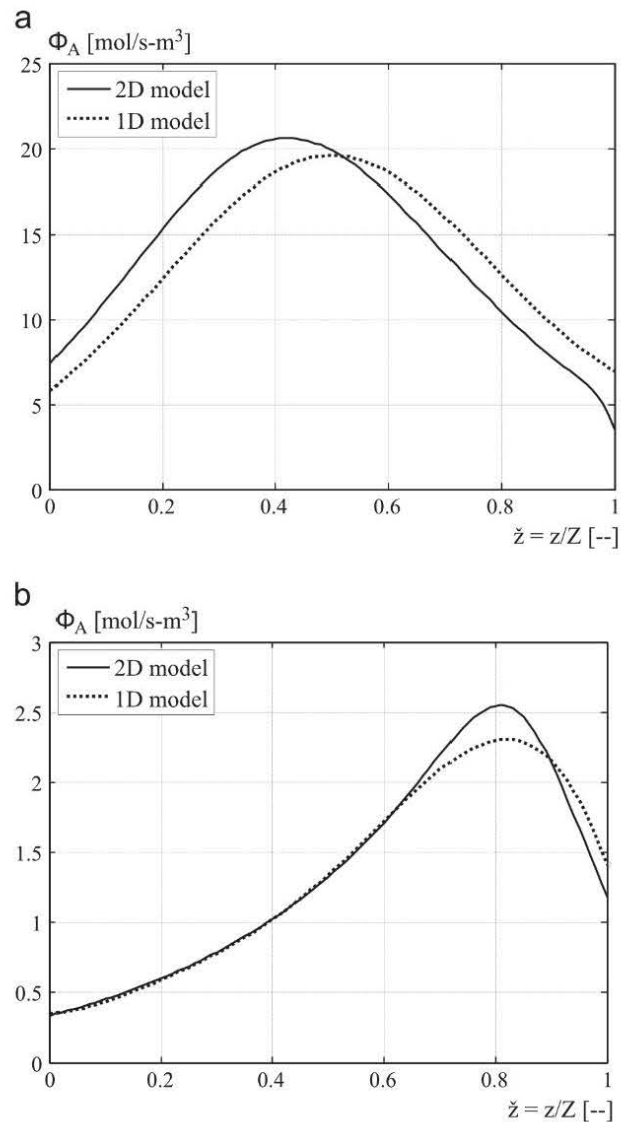 a
Φ_A [mol/s-m³]
25
2D model
1D model
20
15
10
5
0
0 0.2 0.4 0.6 0.8 1
ž = z/Z [--]
b
Φ_A [mol/s-m³]
3
2D model
1D model
2.5
2
1.5
1
0.5
0
0 0.2 0.4 0.6 0.8 1
ž = z/Z [--]